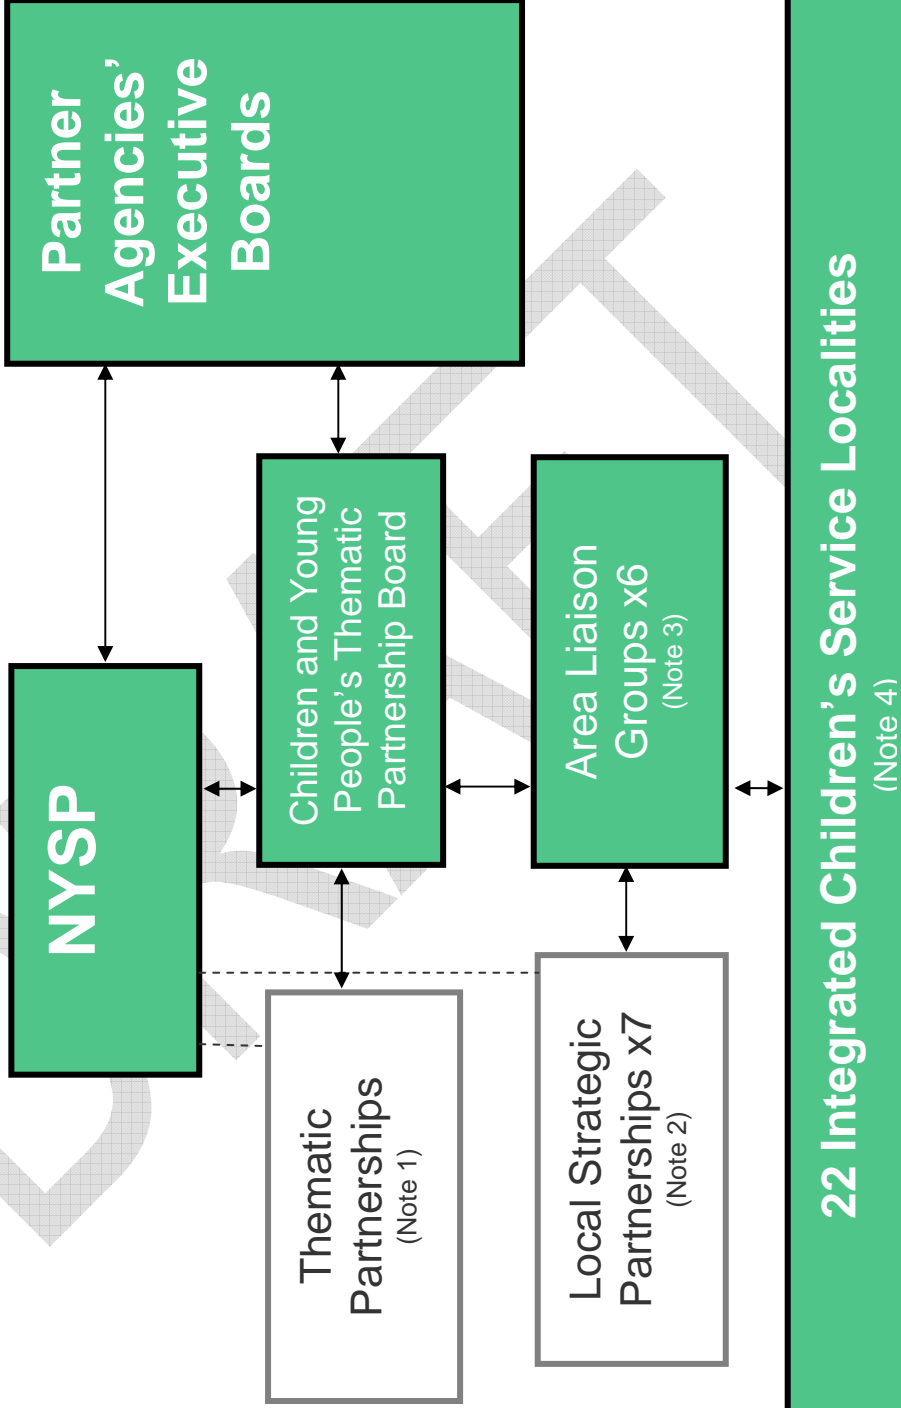 NYSP
Partner
Agencies’
Executive
Boards
Thematic
Partnerships
(Note 1)
Children and Young
People’s Thematic
Partnership Board
Local Strategic
Partnerships x7
(Note 2)
Area Liaison
Groups x6
(Note 3)
22 Integrated Children’s Service Localities
(Note 4)
DRAFT